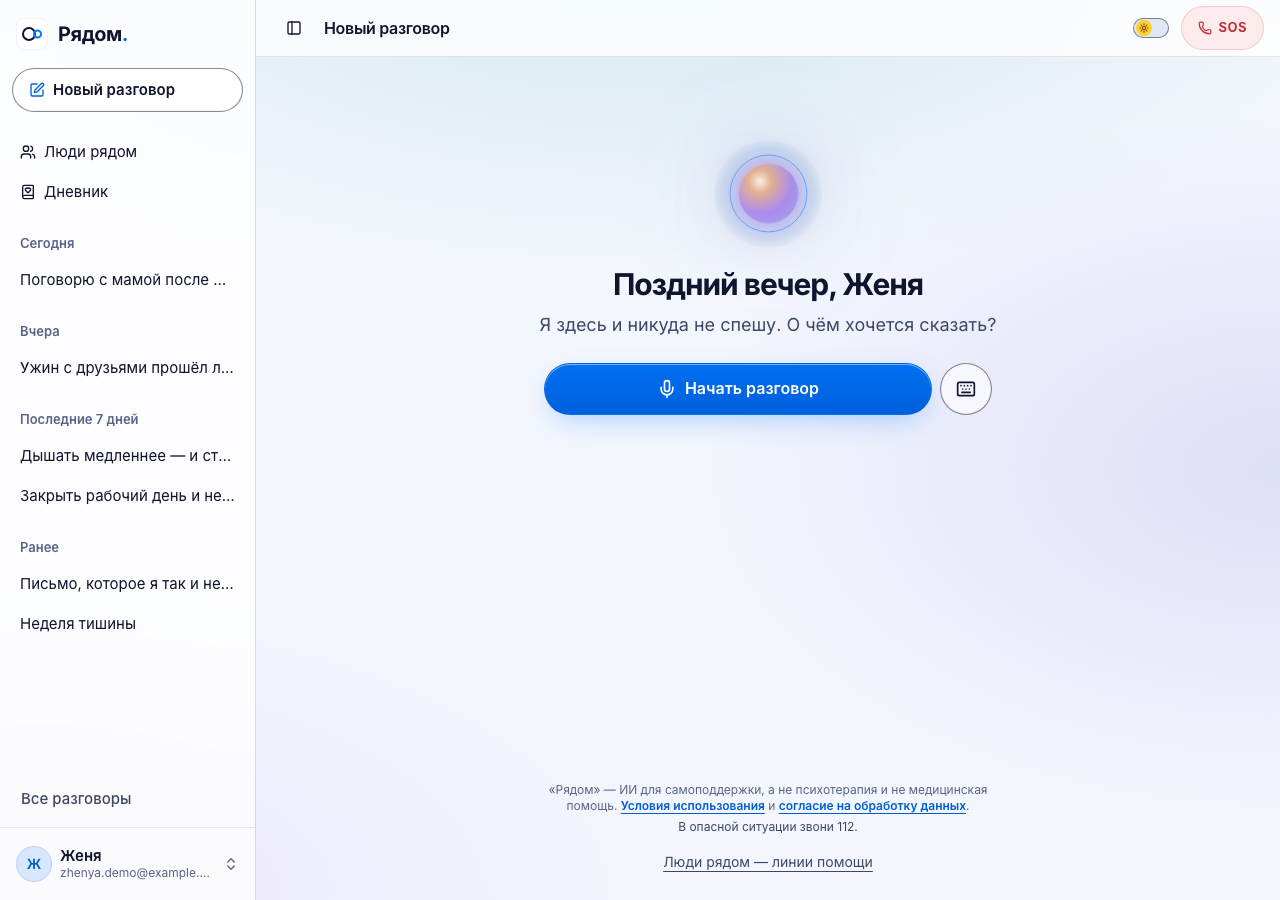 Рядом.
Новый разговор
Люди рядом
Дневник
Сегодня
Поговорю с мамой после ...
Вчера
Ужин с друзьями прошёл л...
Последние 7 дней
Дышать медленнее — и ст...
Закрыть рабочий день и не...
Ранее
Письмо, которое я так и не...
Неделя тишины
Все разговоры
Ж
Женя
zhenya.demo@example....
Новый разговор
SOS
Поздний вечер, Женя
Я здесь и никуда не спешу. О чём хочется сказать?
Начать разговор
«Рядом» — ИИ для самоподдержки, а не психотерапия и не медицинская
помощь. Условия использования и согласие на обработку данных.
В опасной ситуации звони 112.
Люди рядом — линии помощи